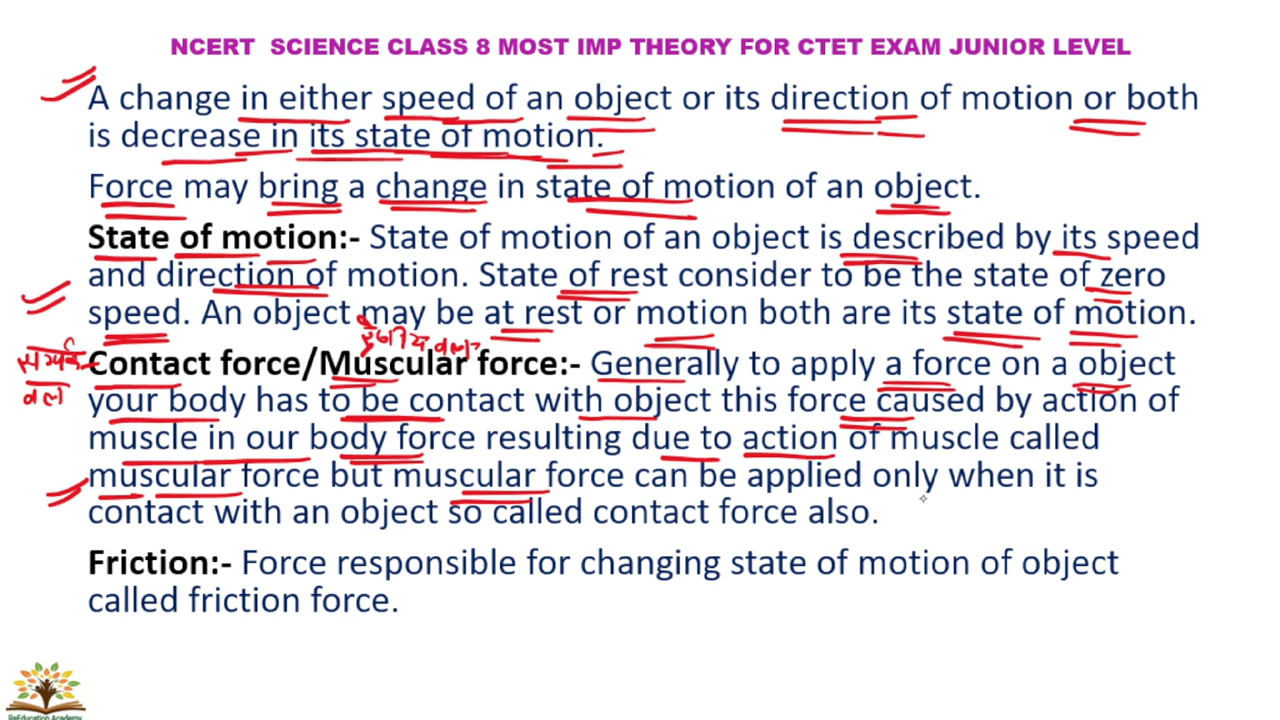 NCERT SCIENCE CLASS 8 MOST IMP THEORY FOR CTET EXAM JUNIOR LEVEL
A change in either speed of an object or its direction of motion or both
is decrease in its state of motion.
Force may bring a change in state of motion of an object.
State of motion:- State of motion of an object is described by its speed
and direction of motion. State of rest consider to be the state of zero
speed. An object may be at rest or motion both are its state of motion.
Contact force/Muscular force:- Generally to apply a force on a object
your body has to be contact with object this force caused by action of
muscle in our body force resulting due to action of muscle called
muscular force but muscular force can be applied only when it is
contact with an object so called contact force also.
Friction:- Force responsible for changing state of motion of object
called friction force.
बल